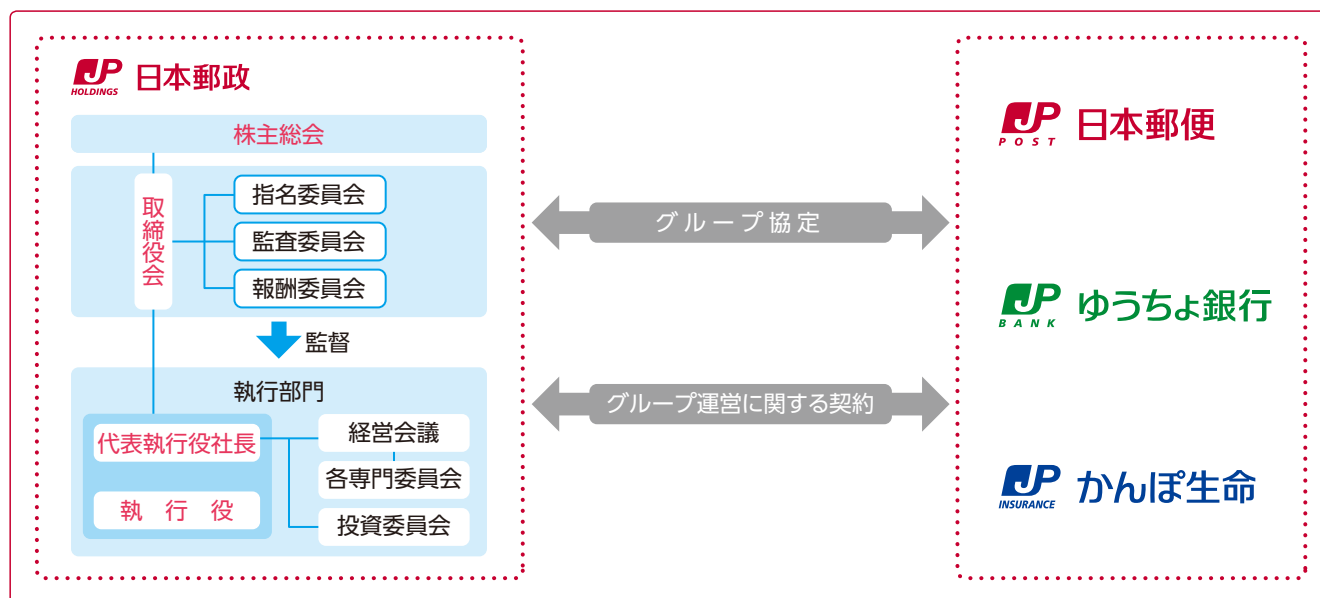 JP HOLDINGS 日本郵政
株主総会
取締役会
指名委員会
監査委員会
報酬委員会
監督
執行部門
代表執行役社長
執行役
経営会議
各専門委員会
投資委員会
グループ協定
グループ運営に関する契約
JP POST 日本郵便
JP BANK ゆうちょ銀行
JP INSURANCE かんぽ生命